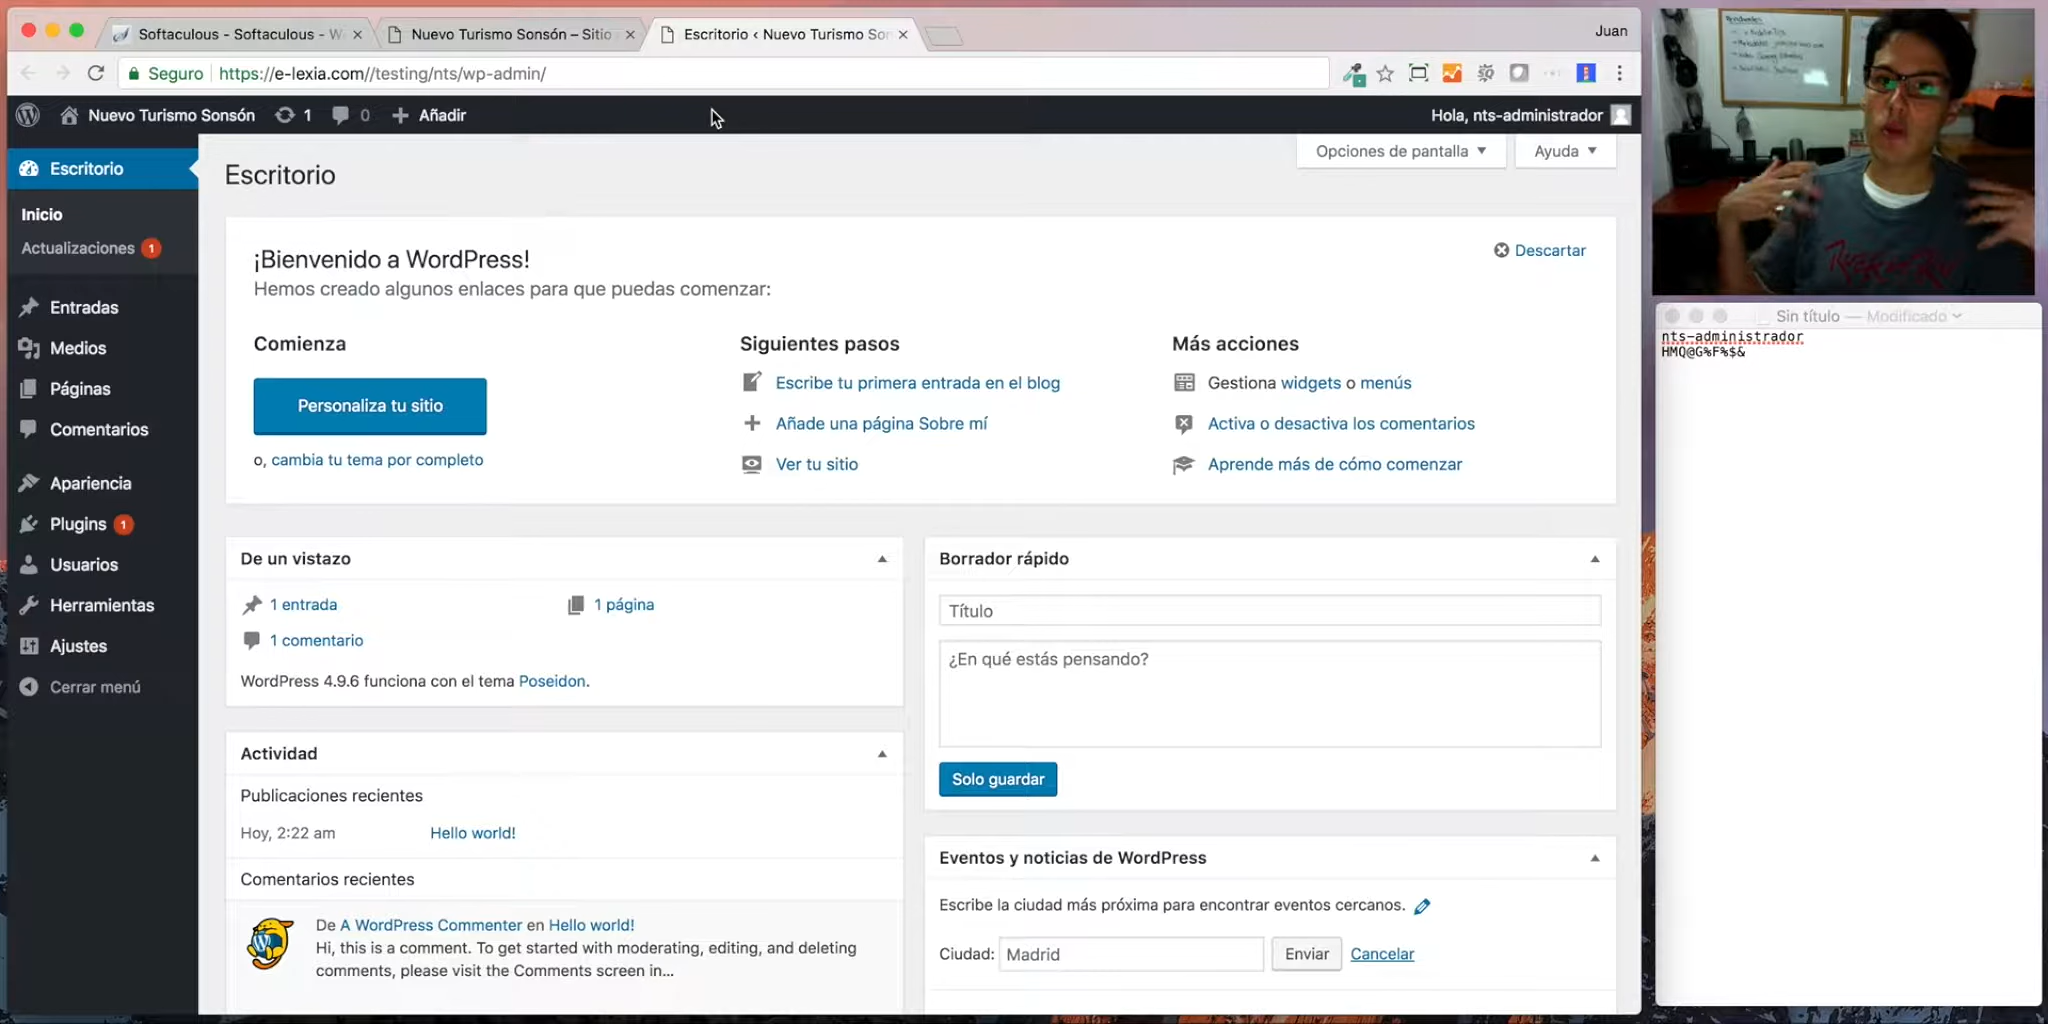 Softaculous - Softaculous - W
Nuevo Turismo Sonsón – Sitio
Escritorio ‹ Nuevo Turismo Son
Juan
Seguro
https://e-lexia.com//testing/nts/wp-admin/
Nuevo Turismo Sonsón
1
0
Añadir
Hola, nts-administrador
Escritorio
Inicio
Actualizaciones 1
Entradas
Medios
Páginas
Comentarios
Apariencia
Plugins 1
Usuarios
Herramientas
Ajustes
Cerrar menú
Opciones de pantalla
Ayuda
Escritorio
¡Bienvenido a WordPress!
Descartar
Hemos creado algunos enlaces para que puedas comenzar:
Comienza
Personaliza tu sitio
o, cambia tu tema por completo
Siguientes pasos
Escribe tu primera entrada en el blog
Añade una página Sobre mí
Ver tu sitio
Más acciones
Gestiona widgets o menús
Activa o desactiva los comentarios
Aprende más de cómo comenzar
De un vistazo
1 entrada
1 página
1 comentario
WordPress 4.9.6 funciona con el tema Poseidon.
Actividad
Publicaciones recientes
Hoy, 2:22 am
Hello world!
Comentarios recientes
De A WordPress Commenter en Hello world!
Hi, this is a comment. To get started with moderating, editing, and deleting
comments, please visit the Comments screen in...
Borrador rápido
Título
¿En qué estás pensando?
Solo guardar
Eventos y noticias de WordPress
Escribe la ciudad más próxima para encontrar eventos cercanos.
Ciudad:
Madrid
Enviar
Cancelar
Sin título — Modificado
nts-administrador
HMQ@G%F%$&